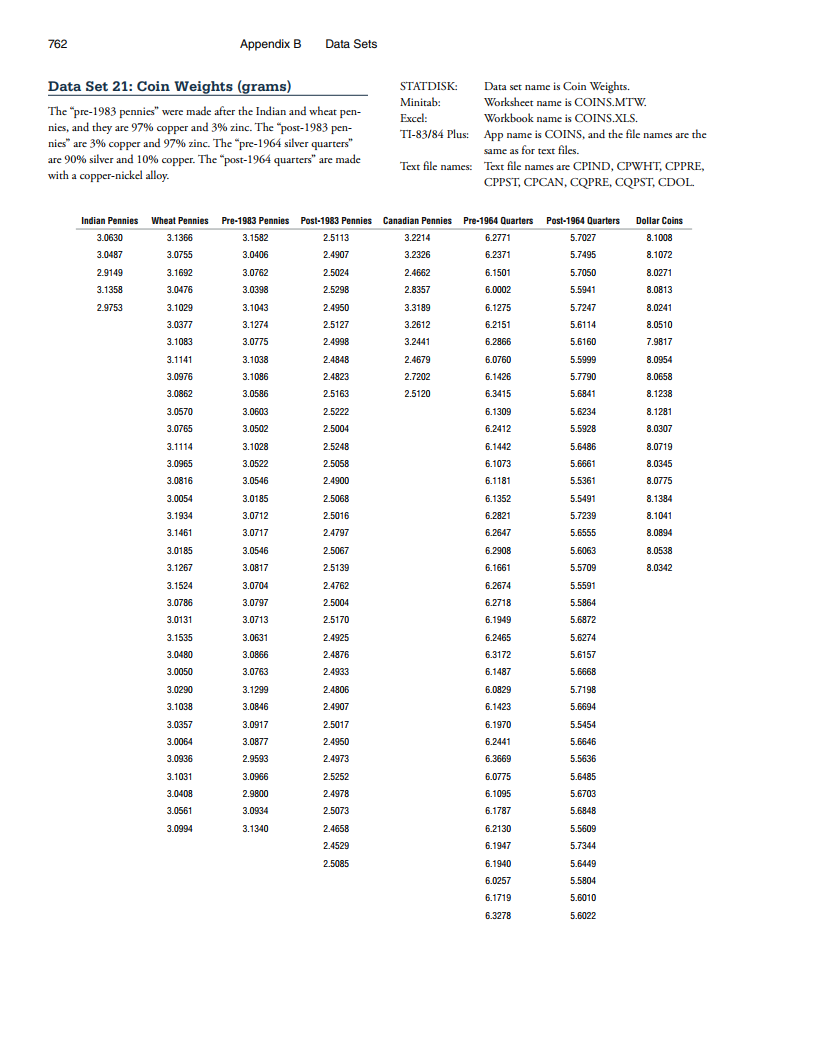 762 Appendix B Data Sets
Data Set 21: Coin Weights (grams)
The “pre-1983 pennies” were made after the Indian and wheat pen-
nies, and they are 97% copper and 3% zinc. The “post-1983 pen-
nies” are 3% copper and 97% zinc. The “pre-1964 silver quarters”
are 90% silver and 10% copper. The “post-1964 quarters” are made
with a copper-nickel alloy.
STATDISK: Data set name is Coin Weights.
Minitab: Worksheet name is COINS.MTW.
Excel: Workbook name is COINS.XLS.
TI-83/84 Plus: App name is COINS, and the file names are the
same as for text files.
Text file names: Text file names are CPIND, CPWHT, CPPRE,
CPPST, CPCAN, CQPRE, CQPST, CDOL.
Indian Pennies Wheat Pennies Pre-1983 Pennies Post-1983 Pennies Canadian Pennies Pre-1964 Quarters Post-1964 Quarters Dollar Coins
3.0630 3.1366 3.1582 2.5113 3.2214 6.2771 5.7027 8.1008
3.0487 3.0755 3.0406 2.4907 3.2326 6.2371 5.7495 8.1072
2.9149 3.1692 3.0762 2.5024 2.4662 6.1501 5.7050 8.0271
3.1358 3.0476 3.0398 2.5298 2.8357 6.0002 5.5941 8.0813
2.9753 3.1029 3.1043 2.4950 3.3189 6.1275 5.7247 8.0241
3.0377 3.1274 2.5127 3.2612 6.2151 5.6114 8.0510
3.1083 3.0775 2.4998 3.2441 6.2866 5.6160 7.9817
3.1141 3.1038 2.4848 2.4679 6.0760 5.5999 8.0954
3.0976 3.1086 2.4823 2.7202 6.1426 5.7790 8.0658
3.0862 3.0586 2.5163 2.5120 6.3415 5.6841 8.1238
3.0570 3.0603 2.5222 6.1309 5.6234 8.1281
3.0765 3.0502 2.5004 6.2412 5.5928 8.0307
3.1114 3.1028 2.5248 6.1442 5.6486 8.0719
3.0965 3.0522 2.5058 6.1073 5.6661 8.0345
3.0816 3.0546 2.4900 6.1181 5.5361 8.0775
3.0054 3.0185 2.5068 6.1352 5.5491 8.1384
3.1934 3.0712 2.5016 6.2821 5.7239 8.1041
3.1461 3.0717 2.4797 6.2647 5.6555 8.0894
3.0185 3.0546 2.5067 6.2908 5.6063 8.0538
3.1267 3.0817 2.5139 6.1661 5.5709 8.0342
3.1524 3.0704 2.4762 6.2674 5.5591
3.0786 3.0797 2.5004 6.2718 5.5864
3.0131 3.0713 2.5170 6.1949 5.6872
3.1535 3.0631 2.4925 6.2465 5.6274
3.0480 3.0866 2.4876 6.3172 5.6157
3.0050 3.0763 2.4933 6.1487 5.6668
3.0290 3.1299 2.4806 6.0829 5.7198
3.1038 3.0846 2.4907 6.1423 5.6694
3.0357 3.0917 2.5017 6.1970 5.5454
3.0064 3.0877 2.4950 6.2441 5.6646
3.0936 2.9593 2.4973 6.3669 5.5636
3.1031 3.0966 2.5252 6.0775 5.6485
3.0408 2.9800 2.4978 6.1095 5.6703
3.0561 3.0934 2.5073 6.1787 5.6848
3.0994 3.1340 2.4658 6.2130 5.5609
2.4529 6.1947 5.7344
2.5085 6.1940 5.6449
6.0257 5.5804
6.1719 5.6010
6.3278 5.6022